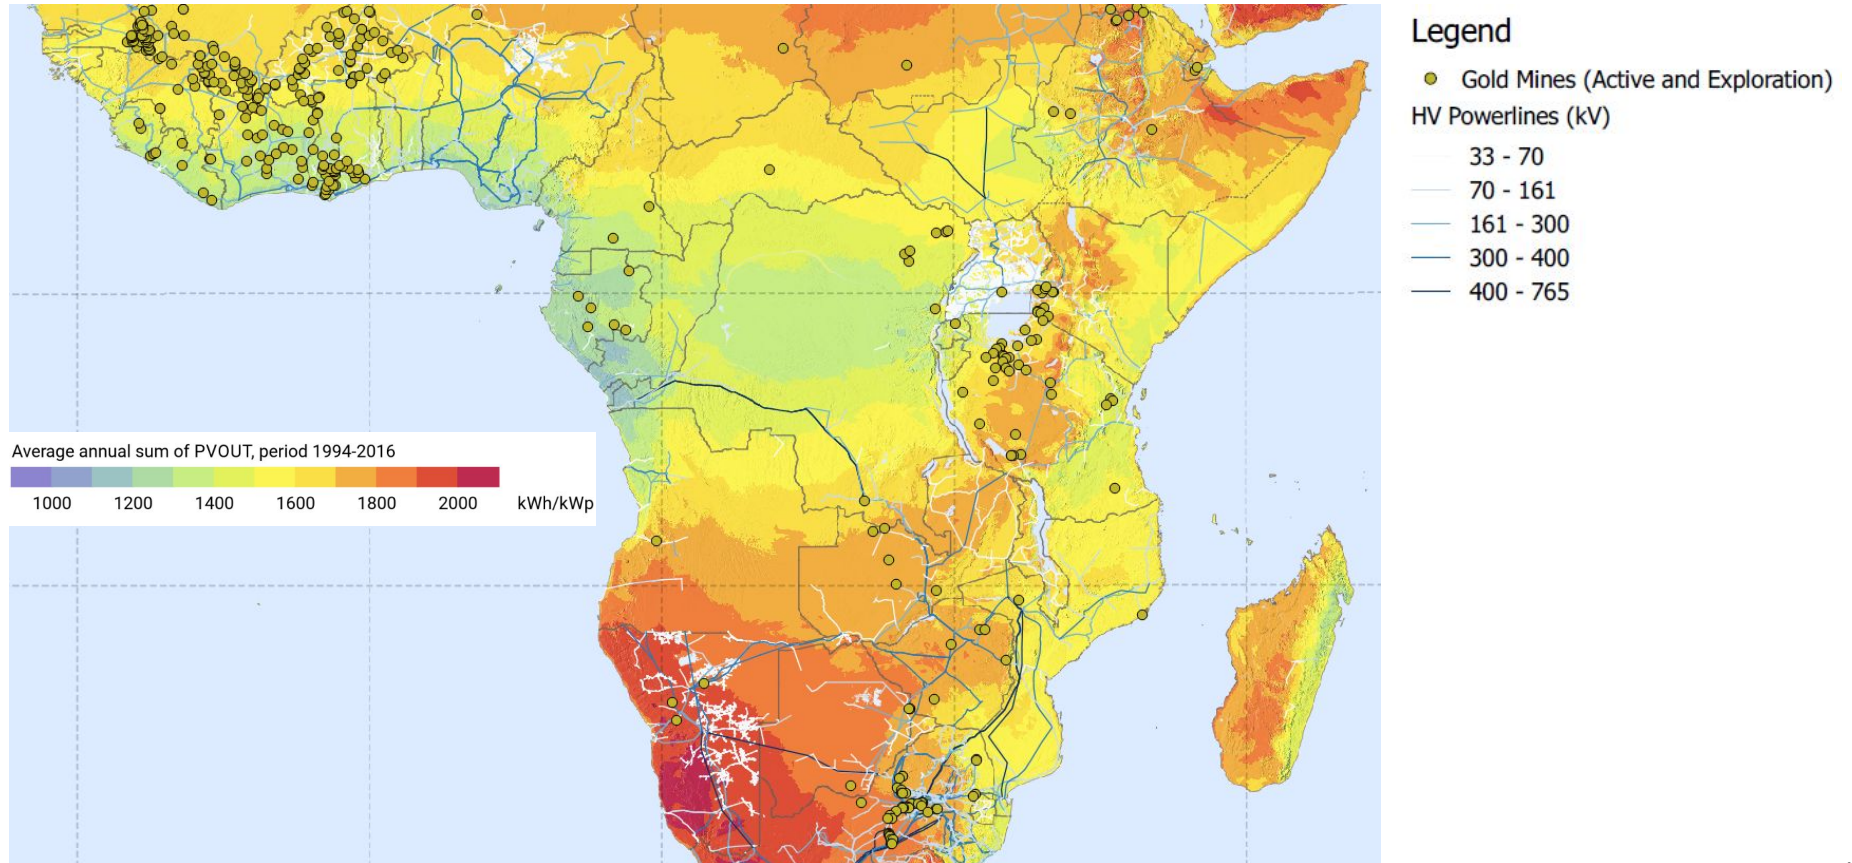 Legend
Gold Mines (Active and Exploration)
HV Powerlines (kV)
33 - 70
70 - 161
161 - 300
300 - 400
400 - 765
Average annual sum of PVOUT, period 1994-2016
1000 1200 1400 1600 1800 2000 kWh/kWp